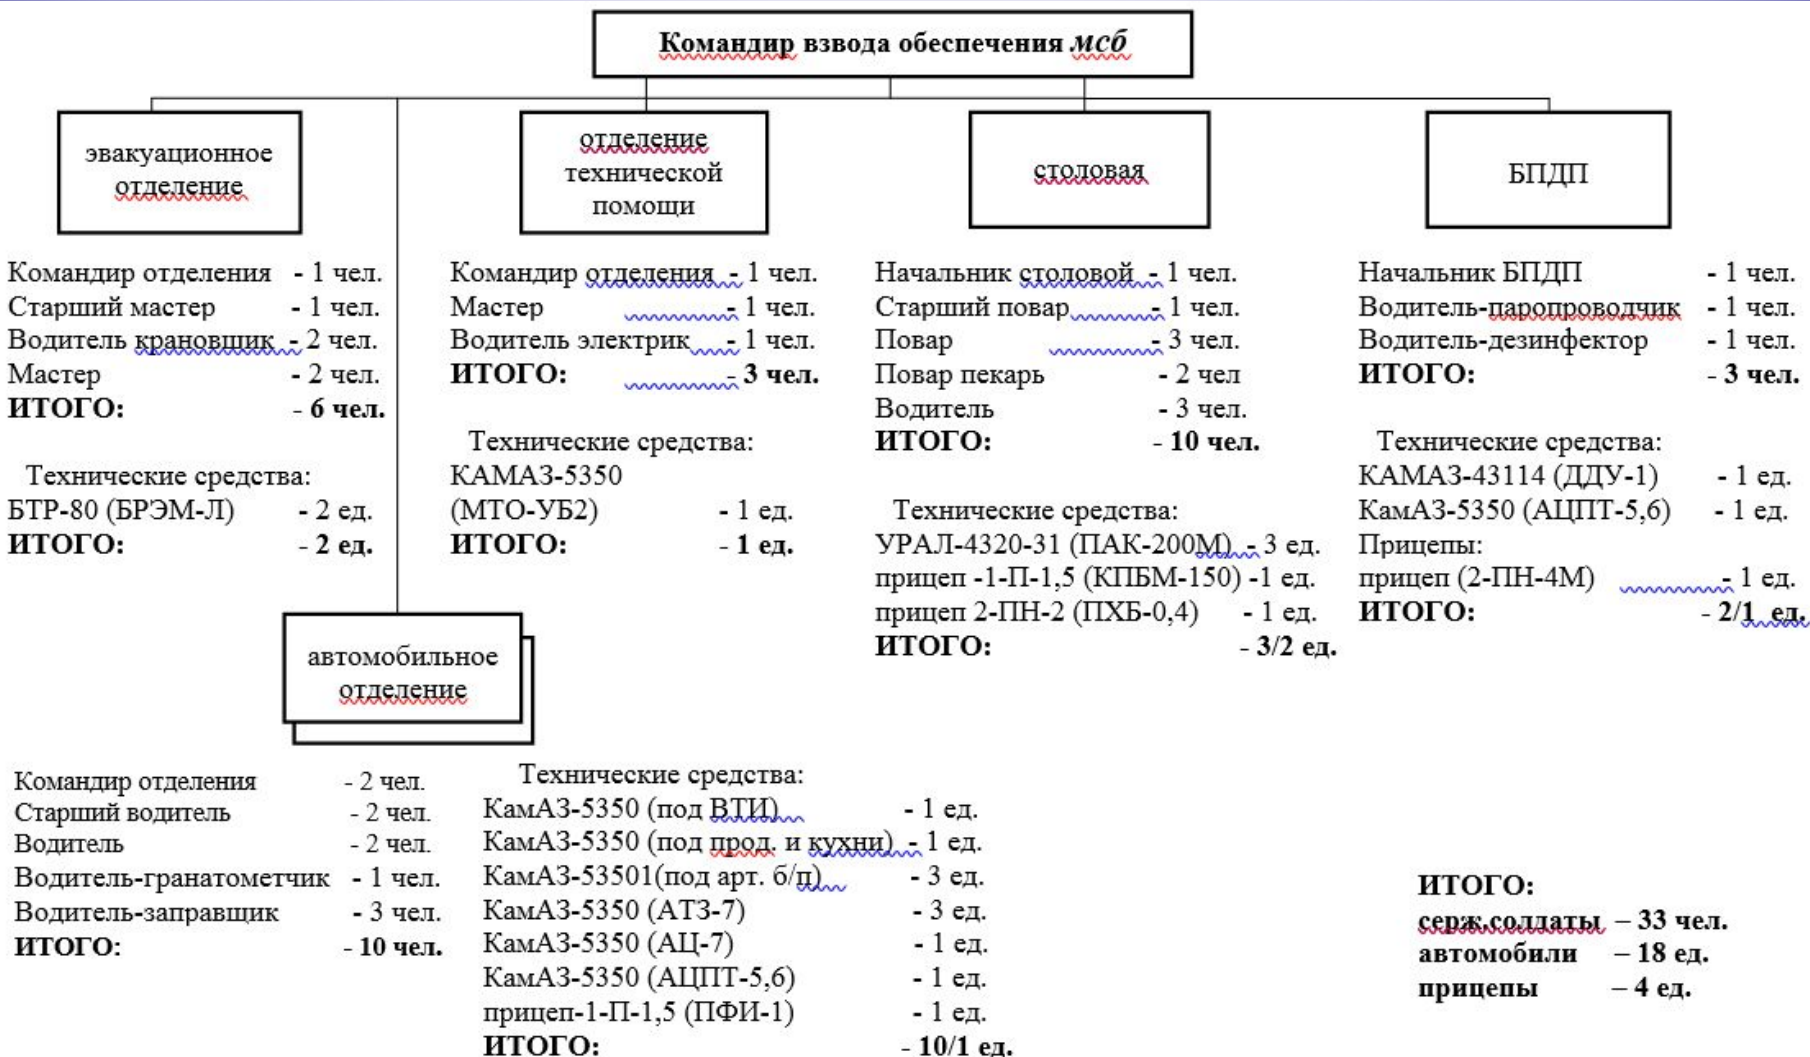 Командир взвода обеспечения мсб
эвакуационное
отделение
отделение
технической
помощи
столовая
БПДП
Командир отделения - 1 чел.
Старший мастер - 1 чел.
Водитель крановщик - 2 чел.
Мастер - 2 чел.
ИТОГО: - 6 чел.
Технические средства:
БТР-80 (БРЭМ-Л) - 2 ед.
ИТОГО: - 2 ед.
Командир отделения - 1 чел.
Мастер - 1 чел.
Водитель электрик - 1 чел.
ИТОГО: - 3 чел.
Технические средства:
КАМАЗ-5350
(МТО-УБ2) - 1 ед.
ИТОГО: - 1 ед.
Начальник столовой - 1 чел.
Старший повар - 1 чел.
Повар - 3 чел.
Повар пекарь - 2 чел
Водитель - 3 чел.
ИТОГО: - 10 чел.
Технические средства:
УРАЛ-4320-31 (ПАК-200М) - 3 ед.
прицеп -1-П-1,5 (КПБМ-150) -1 ед.
прицеп 2-ПН-2 (ПХБ-0,4) - 1 ед.
ИТОГО: - 3/2 ед.
Начальник БПДП - 1 чел.
Водитель-паропроводчик - 1 чел.
Водитель-дезинфектор - 1 чел.
ИТОГО: - 3 чел.
Технические средства:
КАМАЗ-43114 (ДДУ-1) - 1 ед.
КамАЗ-5350 (АЦПТ-5,6) - 1 ед.
Прицепы:
прицеп (2-ПН-4М) - 1 ед.
ИТОГО: - 2/1 ед.
автомобильное
отделение
Командир отделения - 2 чел.
Старший водитель - 2 чел.
Водитель - 2 чел.
Водитель-гранатометчик - 1 чел.
Водитель-заправщик - 3 чел.
ИТОГО: - 10 чел.
Технические средства:
КамАЗ-5350 (под ВТИ) - 1 ед.
КамАЗ-5350 (под прод. и кухни) - 1 ед.
КамАЗ-53501(под арт. б/п) - 3 ед.
КамАЗ-5350 (АТЗ-7) - 3 ед.
КамАЗ-5350 (АЦ-7) - 1 ед.
КамАЗ-5350 (АЦПТ-5,6) - 1 ед.
прицеп-1-П-1,5 (ПФИ-1) - 1 ед.
ИТОГО: - 10/1 ед.
ИТОГО:
серж.солдаты – 33 чел.
автомобили – 18 ед.
прицепы – 4 ед.